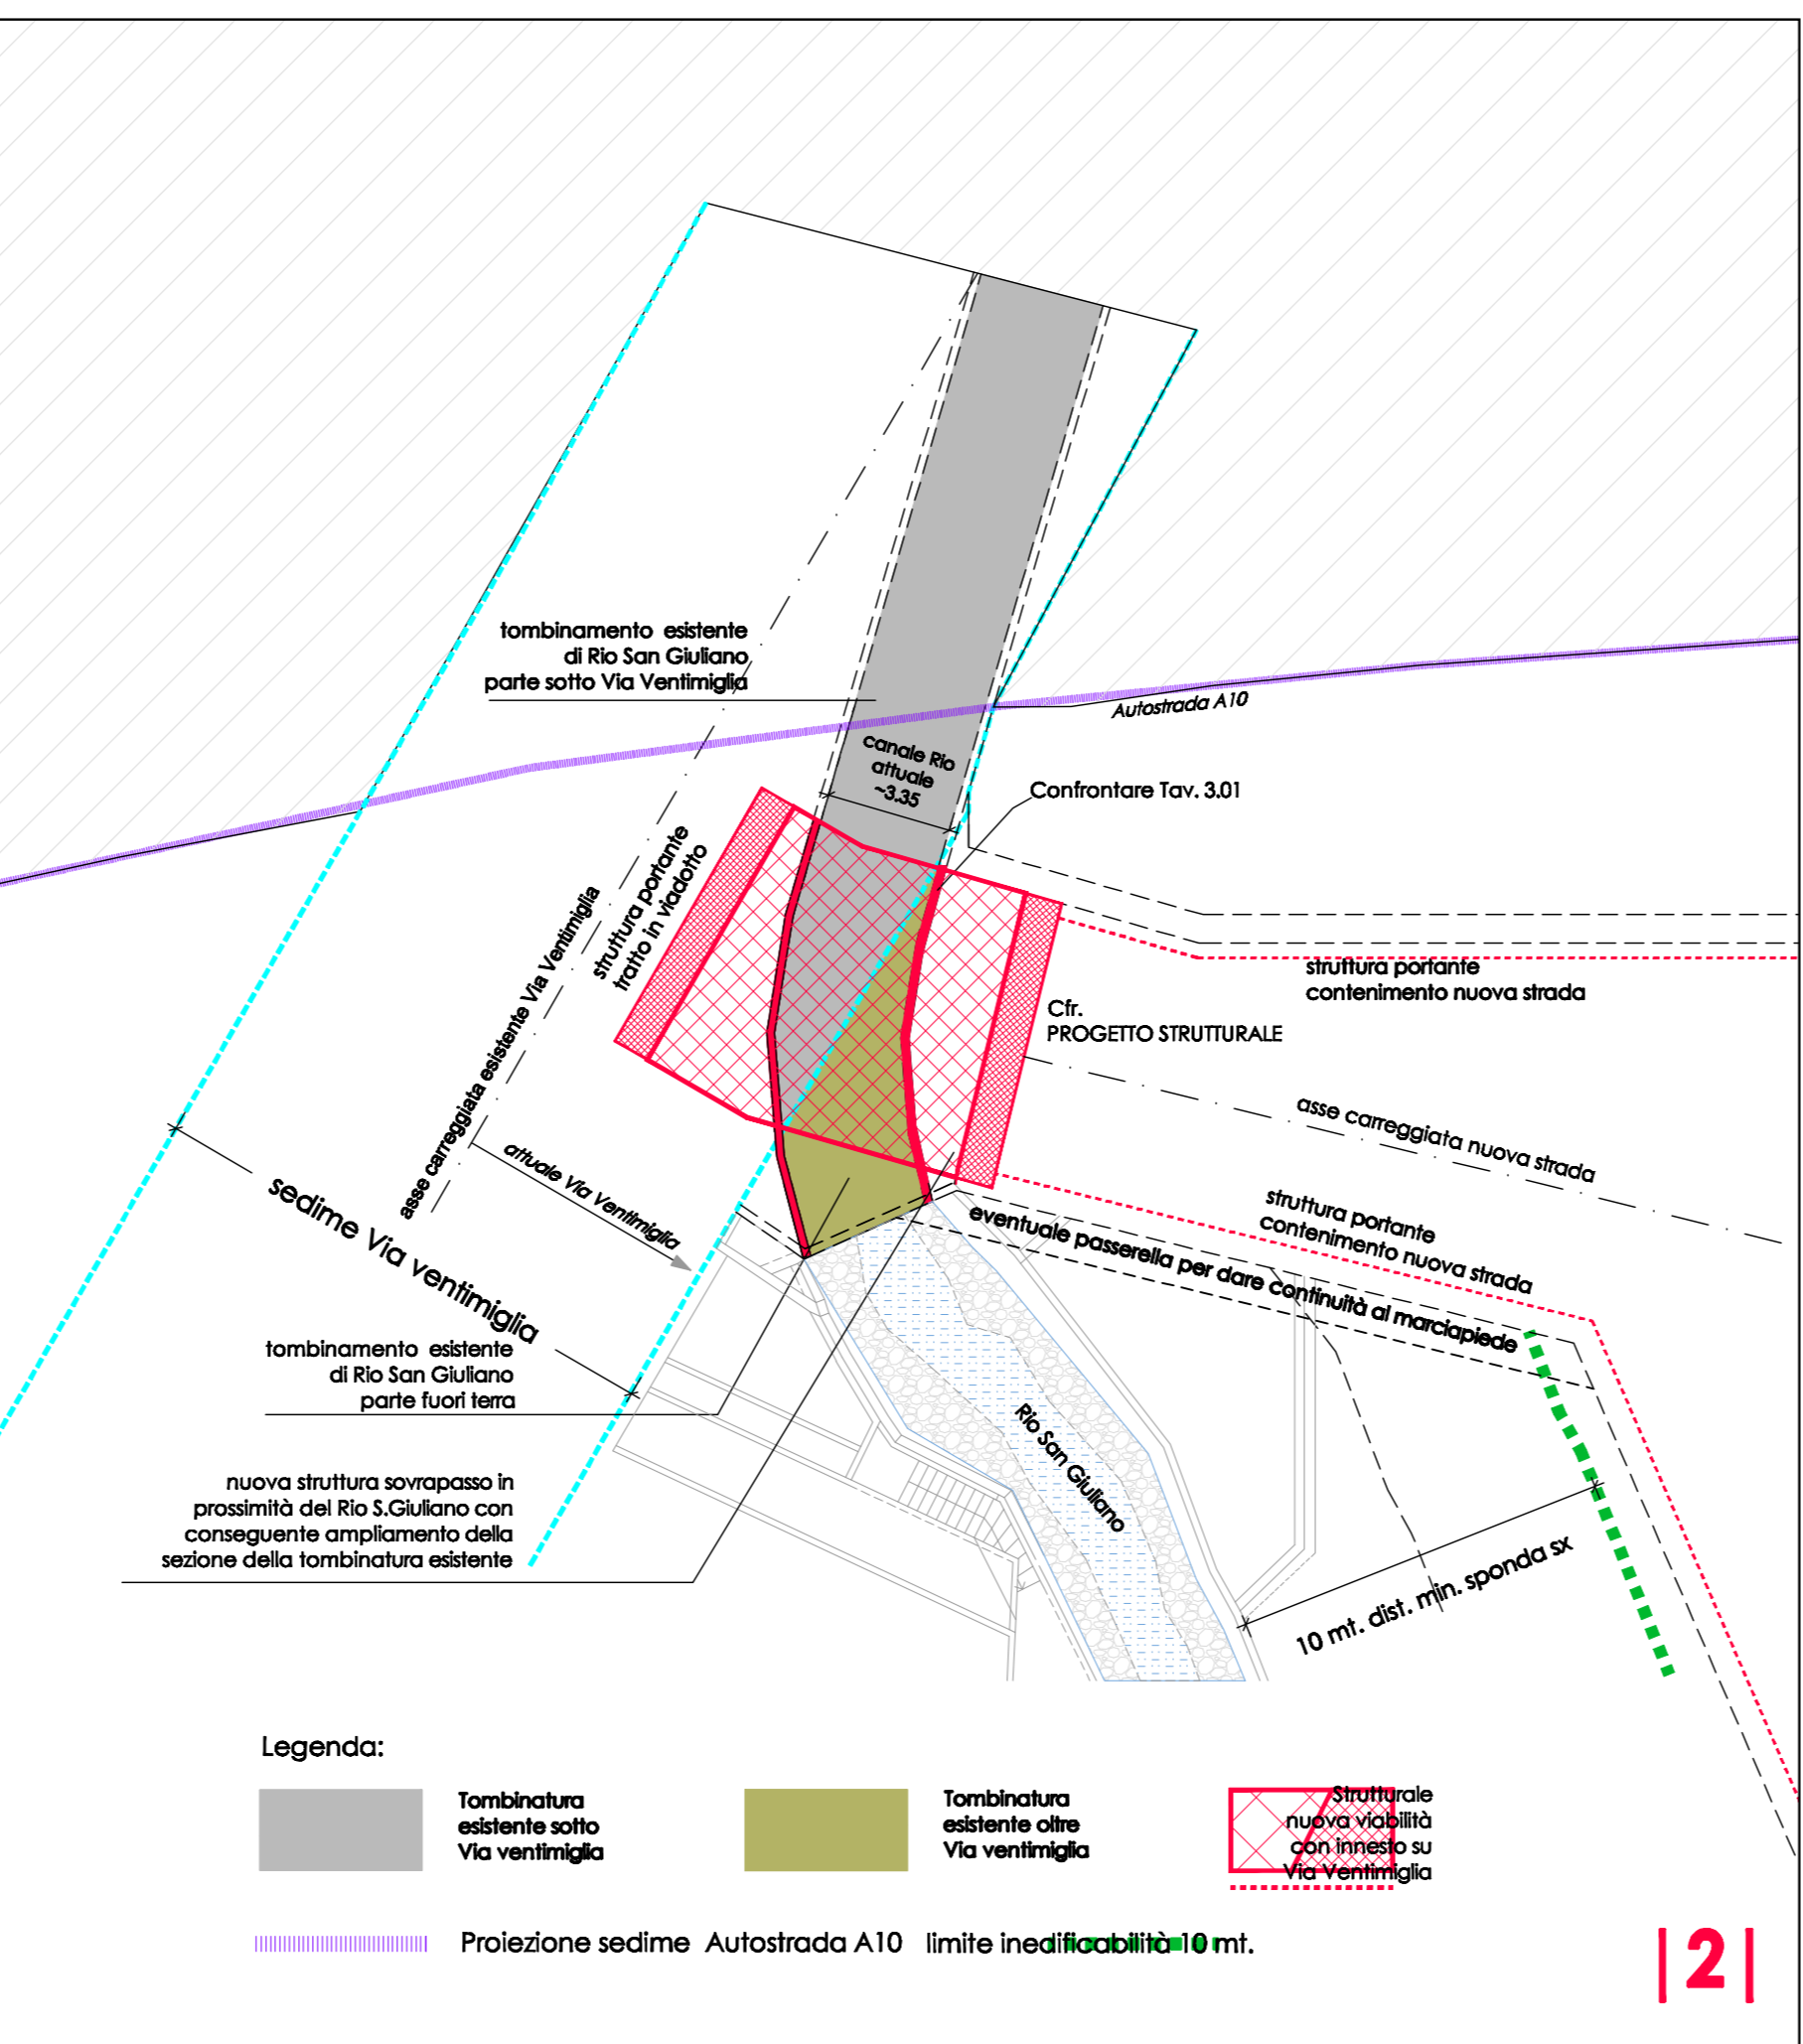 tombinamento esistente
di Rio San Giuliano
parte sotto Via Ventimiglia
Autostrada A10
canale Rio
attuale
~3.35
Confrontare Tav. 3.01
struttura portante
tratto in viadotto
asse carreggiata esistente Via Ventimiglia
struttura portante
contenimento nuova strada
Cfr.
PROGETTO STRUTTURALE
asse carreggiata nuova strada
attuale Via Ventimiglia
sedime Via ventimiglia
struttura portante
contenimento nuova strada
eventuale passerella per dare continuità al marciapiede
tombinamento esistente
di Rio San Giuliano
parte fuori terra
Rio San Giuliano
nuova struttura sovrapasso in
prossimità del Rio S.Giuliano con
conseguente ampliamento della
sezione della tombinatura esistente
10 mt. dist. min. sponda sx
Legenda:
Tombinatura
esistente sotto
Via ventimiglia
Tombinatura
esistente oltre
Via ventimiglia
Strutturale
nuova viabilità
con innesto su
Via Ventimiglia
Proiezione sedime Autostrada A10
limite inedificabilità 10 mt.
|2|